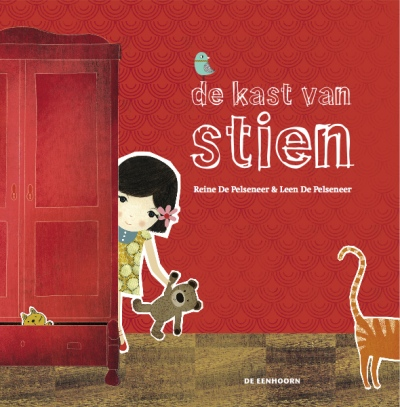 de kast van
stien
Reine De Pelseneer & Leen De Pelseneer
DE EENHOORN